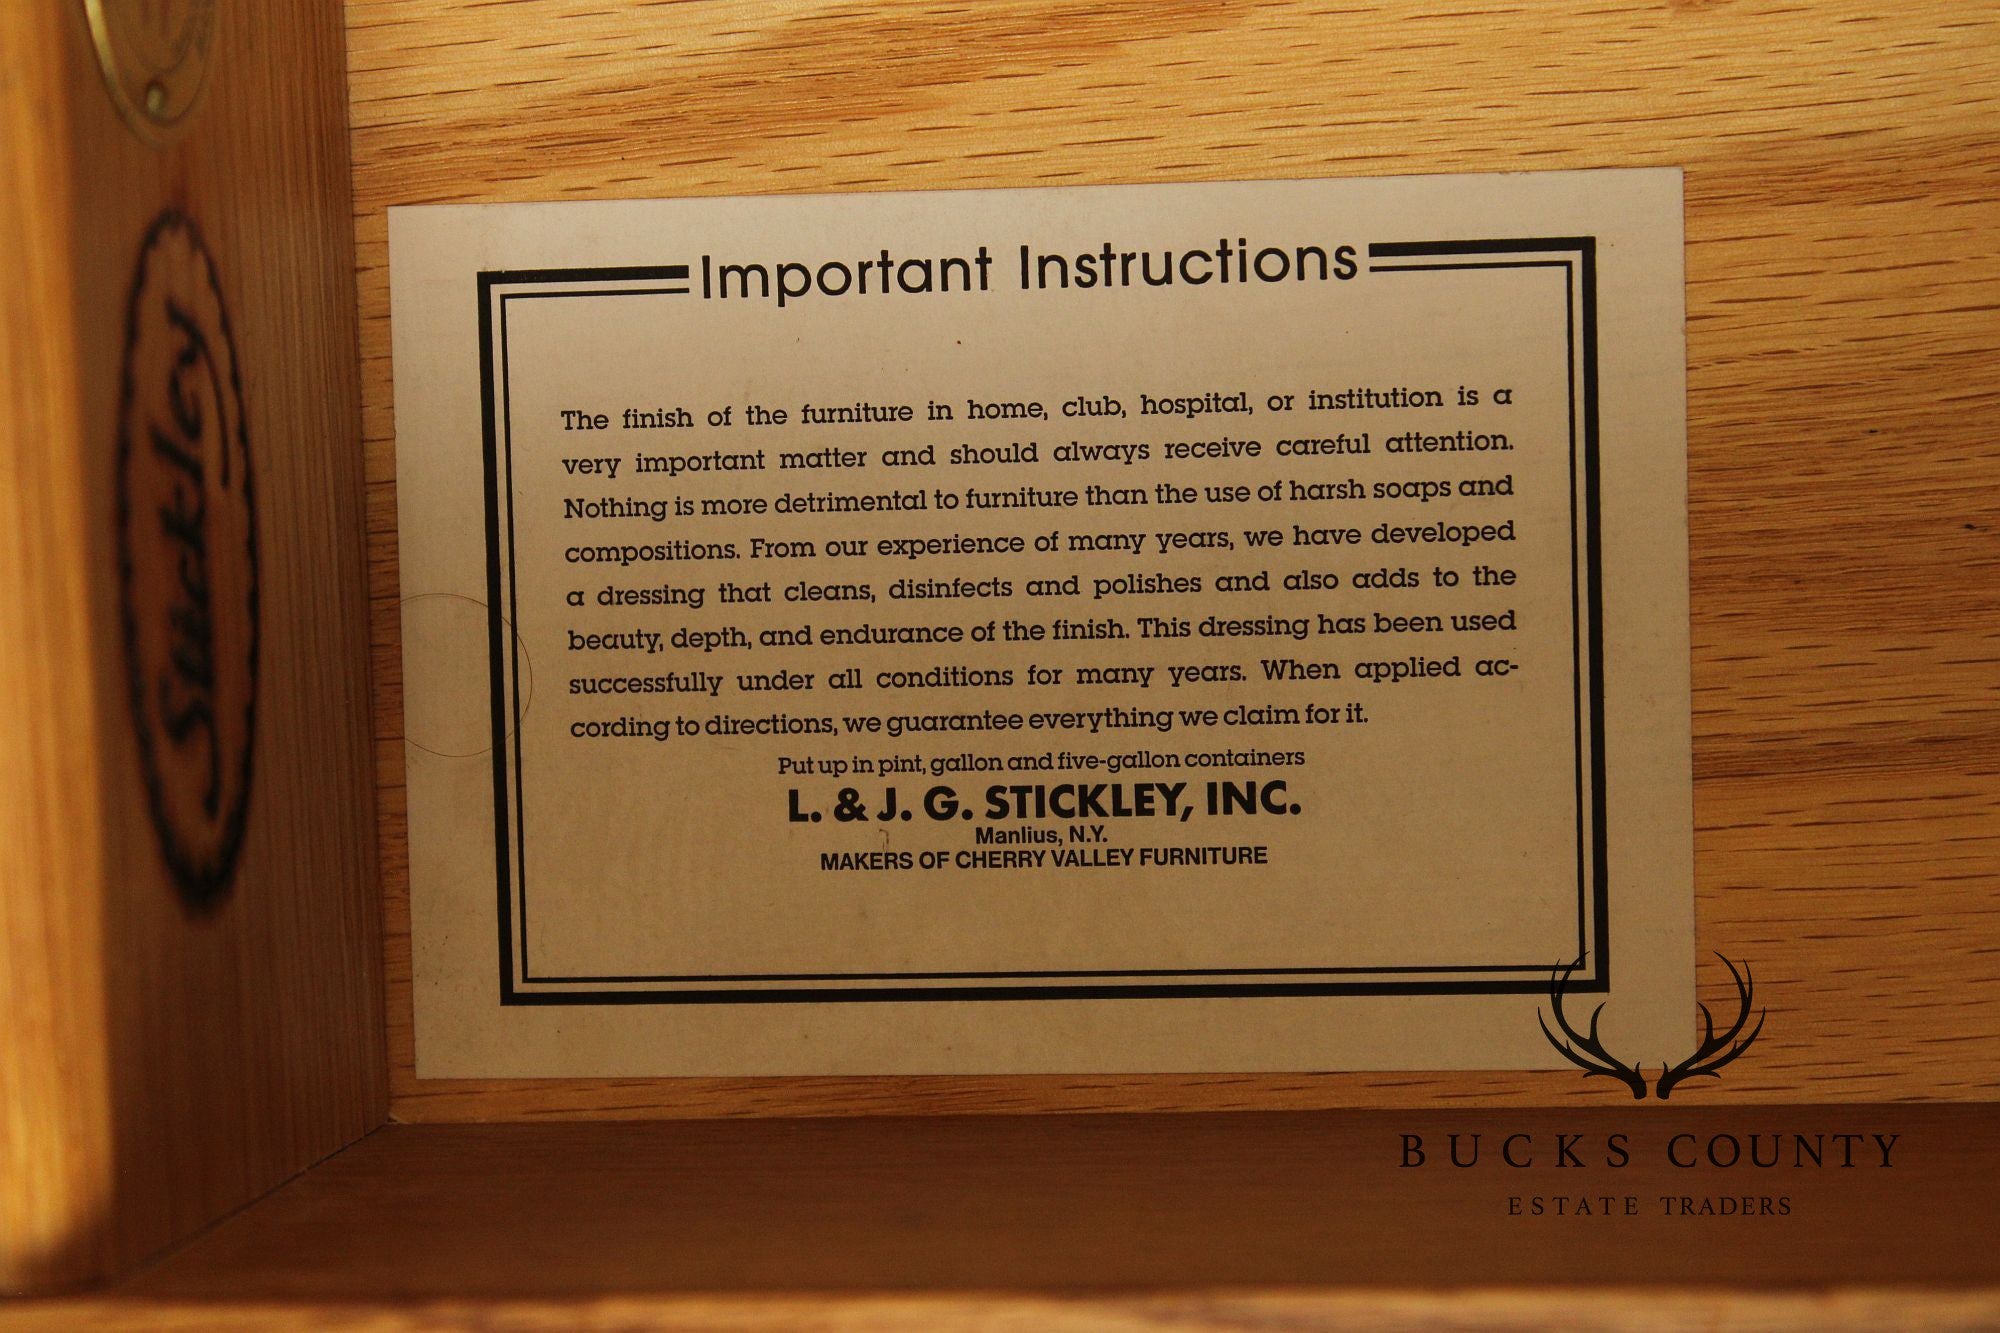 Important Instructions
The finish of the furniture in home, club, hospital, or institution is a
very important matter and should always receive careful attention.
Nothing is more detrimental to furniture than the use of harsh soaps and
compositions. From our experience of many years, we have developed
a dressing that cleans, disinfects and polishes and also adds to the
beauty, depth, and endurance of the finish. This dressing has been used
successfully under all conditions for many years. When applied ac-
cording to directions, we guarantee everything we claim for it.
Put up in pint, gallon and five-gallon containers
L. & J. G. STICKLEY, INC.
Manlius, N.Y.
MAKERS OF CHERRY VALLEY FURNITURE
Stickley
BUCKS COUNTY
ESTATE TRADERS